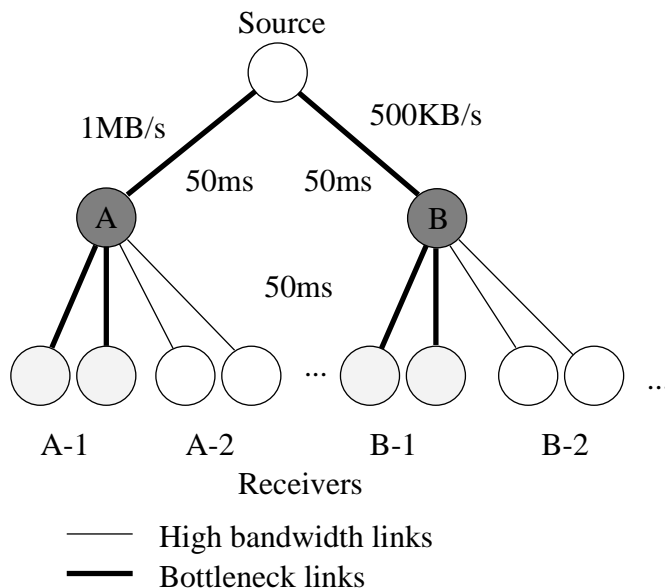 Source
1MB/s
500KB/s
50ms
50ms
A
B
50ms
...
...
A-1
A-2
B-1
B-2
Receivers
High bandwidth links
Bottleneck links